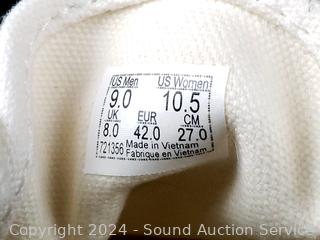 US Men US Women
9.0 10.5
UK EUR CM
8.0 42.0 27.0
721356 Made in Vietnam
Fabriqué en Vietnam
Copyright 2024 - Sound Auction Service